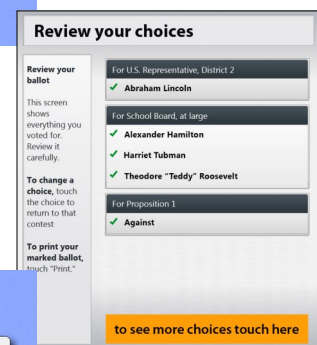 Review your choices
Review your
ballot
This screen
shows
everything you
voted for.
Review it
carefully.
To change a
choice, touch
the choice to
return to that
contest
To print your
marked ballot,
touch "Print."
For U.S. Representative, District 2
Abraham Lincoln
For School Board, at large
Alexander Hamilton
Harriet Tubman
Theodore "Teddy" Roosevelt
For Proposition 1
Against
to see more choices touch here